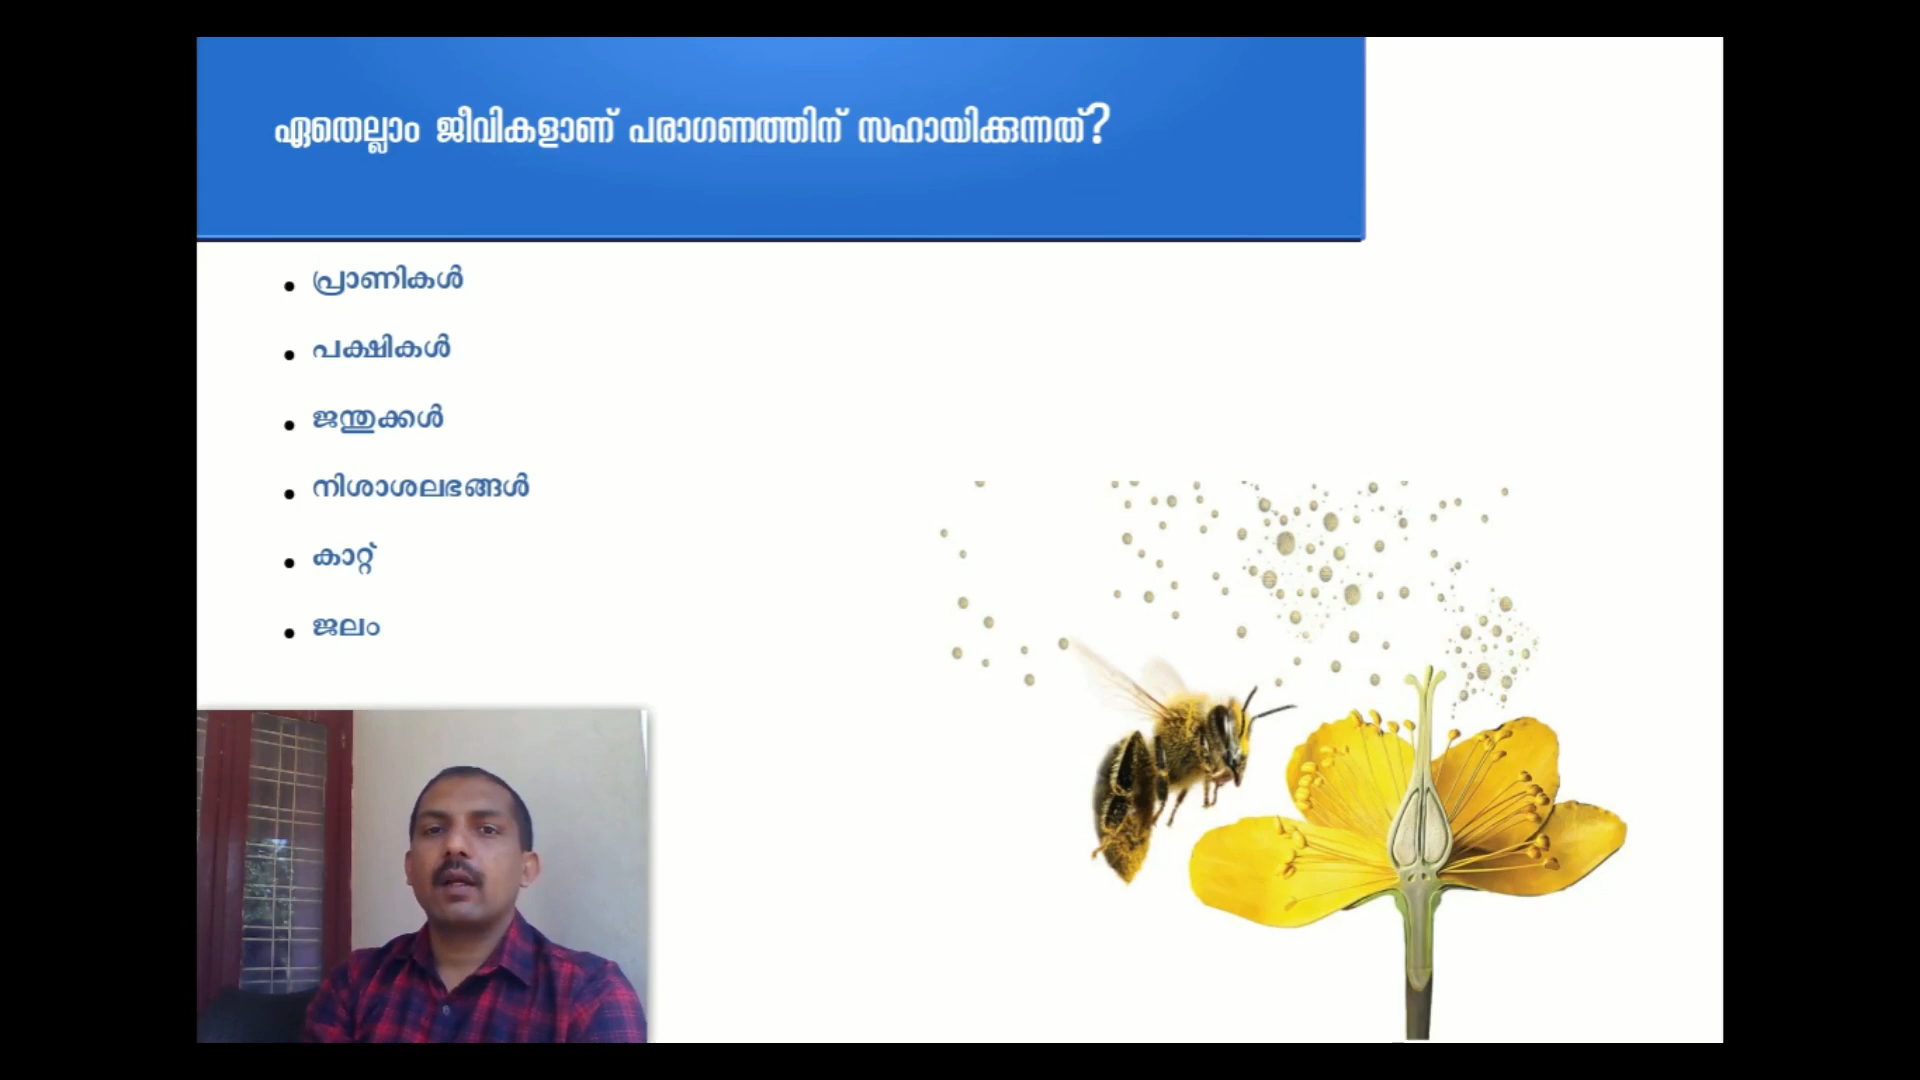 ഏതെല്ലാം ജീവികളാണ് പരാഗണത്തിന് സഹായിക്കുന്നത്?
• പ്രാണികൾ
• പക്ഷികൾ
• ജന്തുക്കൾ
• നിശാശലഭങ്ങൾ
• കാറ്റ്
• ജലം